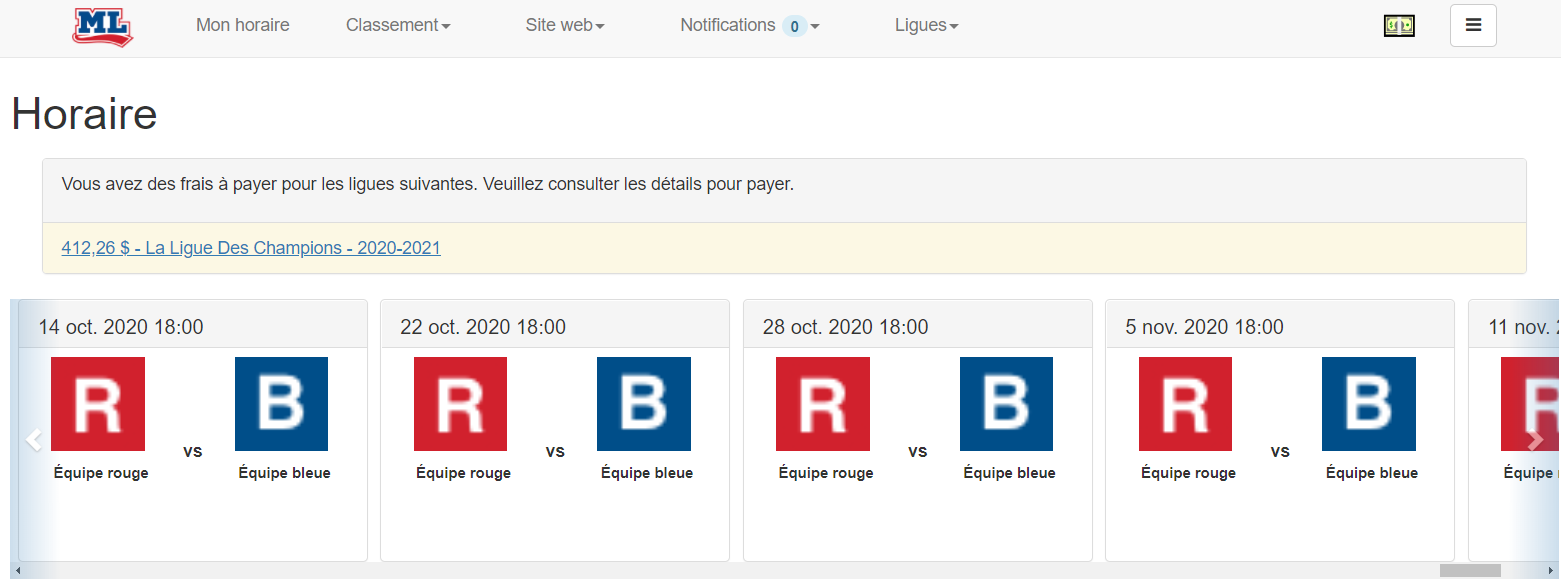 ML
Mon horaire Classement Site web Notifications 0 Ligues
Horaire
Vous avez des frais à payer pour les ligues suivantes. Veuillez consulter les détails pour payer.
412,26 $ - La Ligue Des Champions - 2020-2021
14 oct. 2020 18:00 22 oct. 2020 18:00 28 oct. 2020 18:00 5 nov. 2020 18:00 11 nov.
R B R B R B R B R
vs vs vs vs
Équipe rouge Équipe bleue Équipe rouge Équipe bleue Équipe rouge Équipe bleue Équipe rouge Équipe bleue Équipe